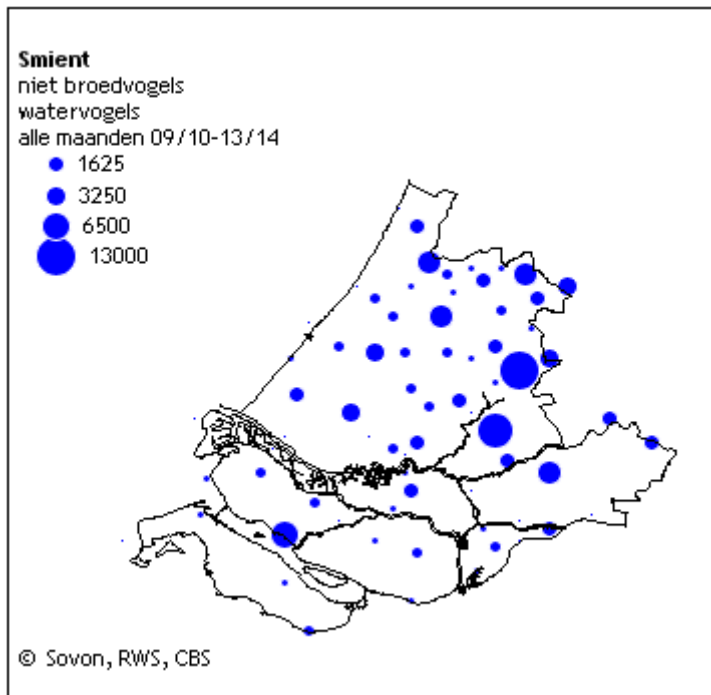 Smient
niet broedvogels
watervogels
alle maanden 09/10-13/14
1625
3250
6500
13000
© Sovon, RWS, CBS